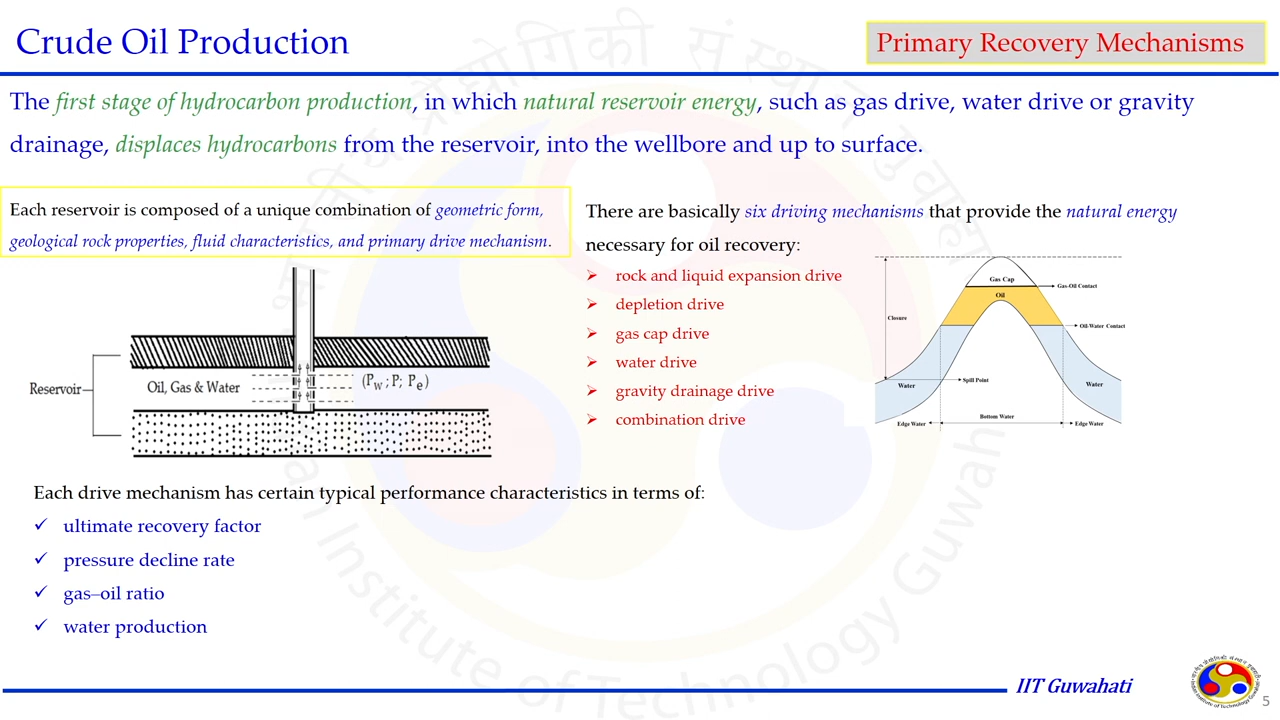 Crude Oil Production
Primary Recovery Mechanisms
The first stage of hydrocarbon production, in which natural reservoir energy, such as gas drive, water drive or gravity
drainage, displaces hydrocarbons from the reservoir, into the wellbore and up to surface.
Each reservoir is composed of a unique combination of geometric form,
geological rock properties, fluid characteristics, and primary drive mechanism.
Reservoir
Oil, Gas & Water
(Pw ; P; Pe)
Each drive mechanism has certain typical performance characteristics in terms of:
✓ ultimate recovery factor
✓ pressure decline rate
✓ gas–oil ratio
✓ water production
There are basically six driving mechanisms that provide the natural energy
necessary for oil recovery:
➢ rock and liquid expansion drive
➢ depletion drive
➢ gas cap drive
➢ water drive
➢ gravity drainage drive
➢ combination drive
Gas Cap
Gas-Oil Contact
Oil
Closure
Oil-Water Contact
Spill Point
Water
Water
Bottom Water
Edge Water
Edge Water
Institute of Technology Guwah
IIT Guwahati
5